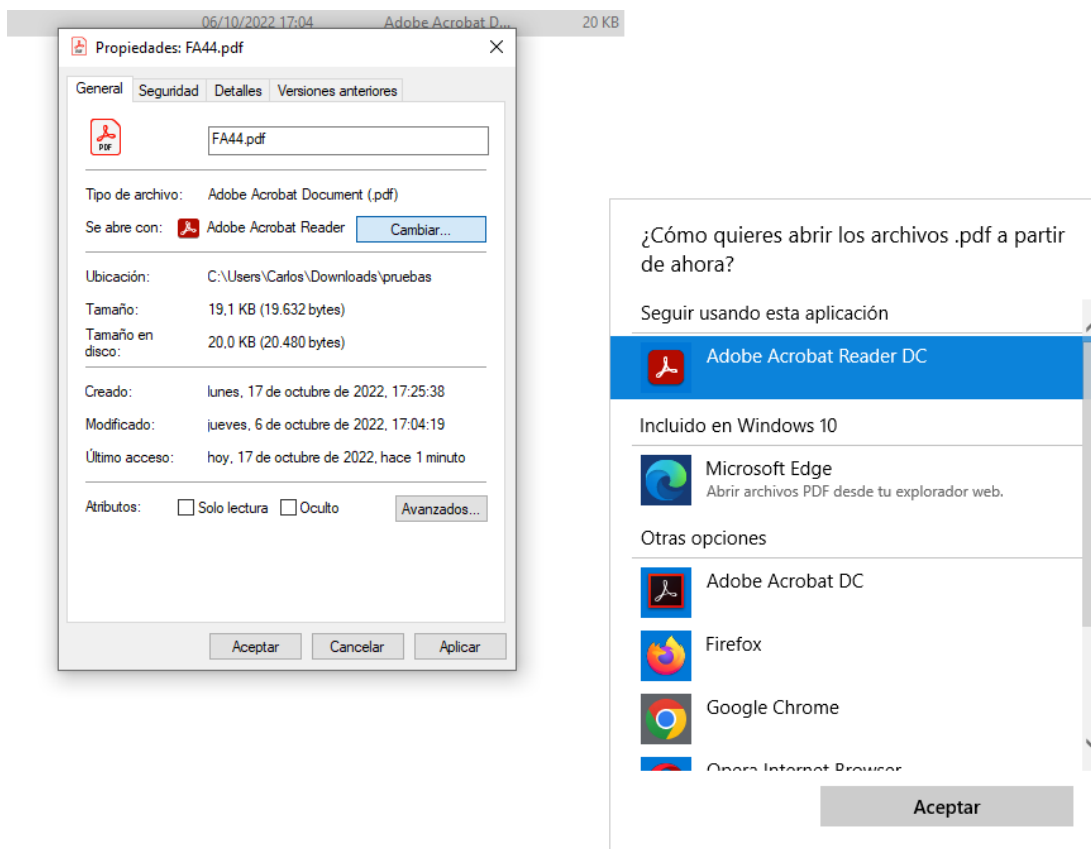 06/10/2022 17:04 Adobe Acrobat D... 20 KB
Propiedades: FA44.pdf
General Seguridad Detalles Versiones anteriores
PDF
FA44.pdf
Tipo de archivo: Adobe Acrobat Document (.pdf)
Se abre con: Adobe Acrobat Reader Cambiar...
Ubicación: C:\Users\Carlos\Downloads\pruebas
Tamaño: 19,1 KB (19.632 bytes)
Tamaño en
disco: 20,0 KB (20.480 bytes)
Creado: lunes, 17 de octubre de 2022, 17:25:38
Modificado: jueves, 6 de octubre de 2022, 17:04:19
Último acceso: hoy, 17 de octubre de 2022, hace 1 minuto
Atributos: Solo lectura Oculto Avanzados...
Aceptar Cancelar Aplicar
¿Cómo quieres abrir los archivos .pdf a partir
de ahora?
Seguir usando esta aplicación
Adobe Acrobat Reader DC
Incluido en Windows 10
Microsoft Edge
Abrir archivos PDF desde tu explorador web.
Otras opciones
Adobe Acrobat DC
Firefox
Google Chrome
Opera Internet Browser
Aceptar